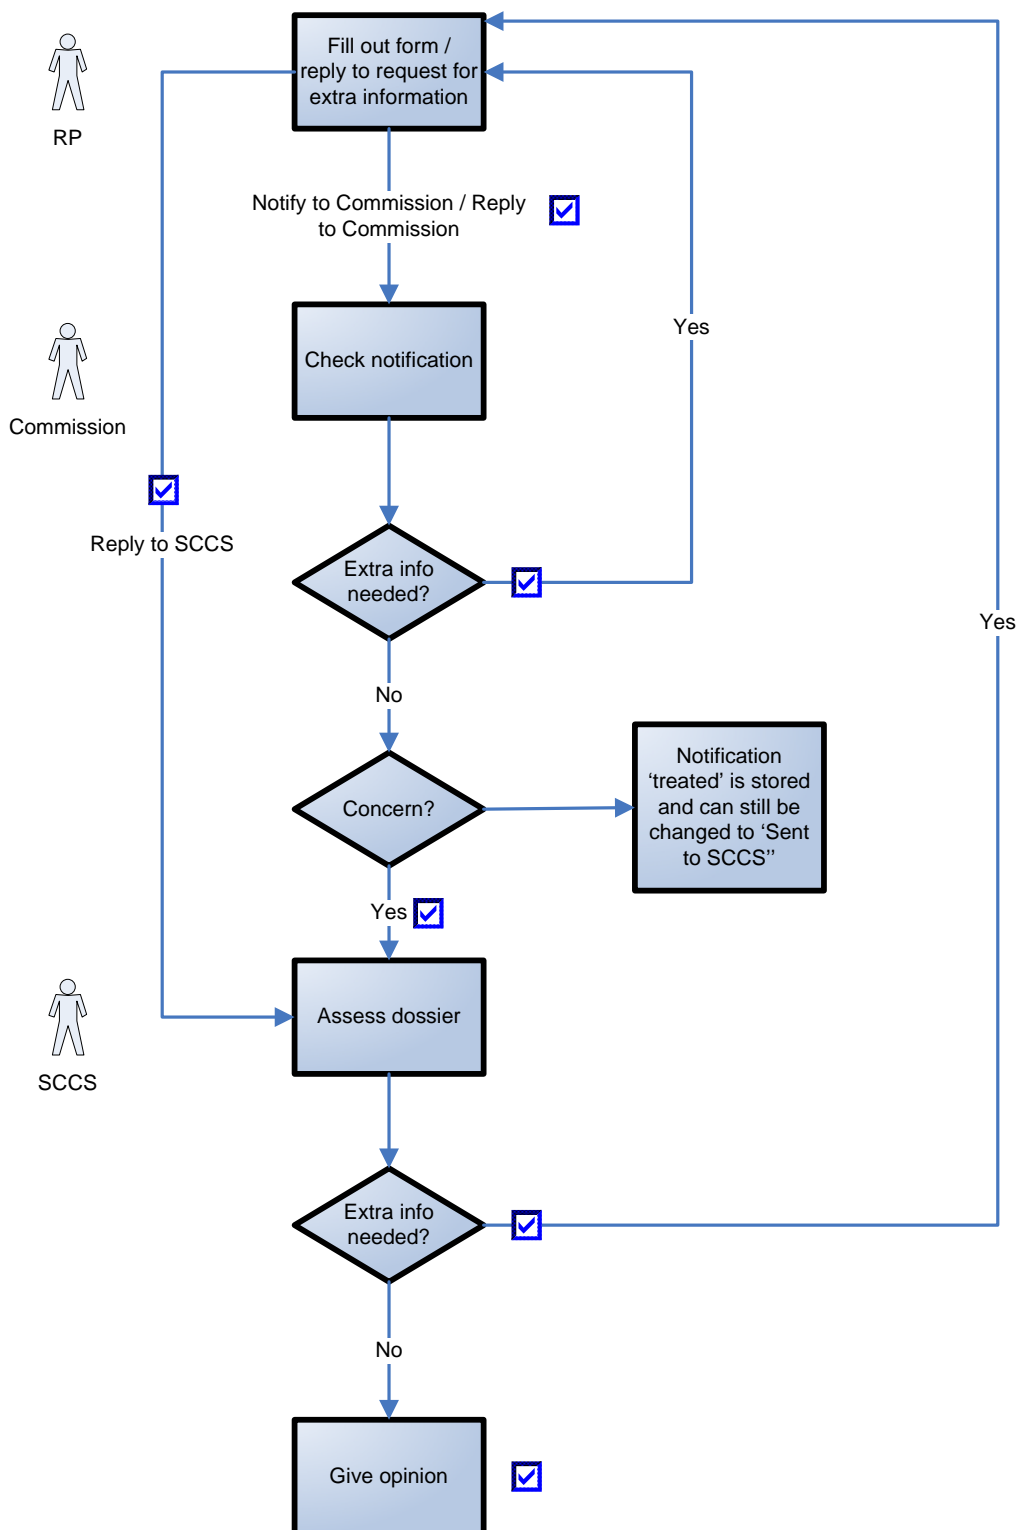 Fill out form /
reply to request for
extra information
RP
Notify to Commission / Reply
to Commission
Yes
Check notification
Commission
Reply to SCCS
Extra info
needed?
Yes
No
Notification
‘treated’ is stored
and can still be
changed to ‘Sent
to SCCS’’
Concern?
Yes
Assess dossier
SCCS
Extra info
needed?
No
Give opinion